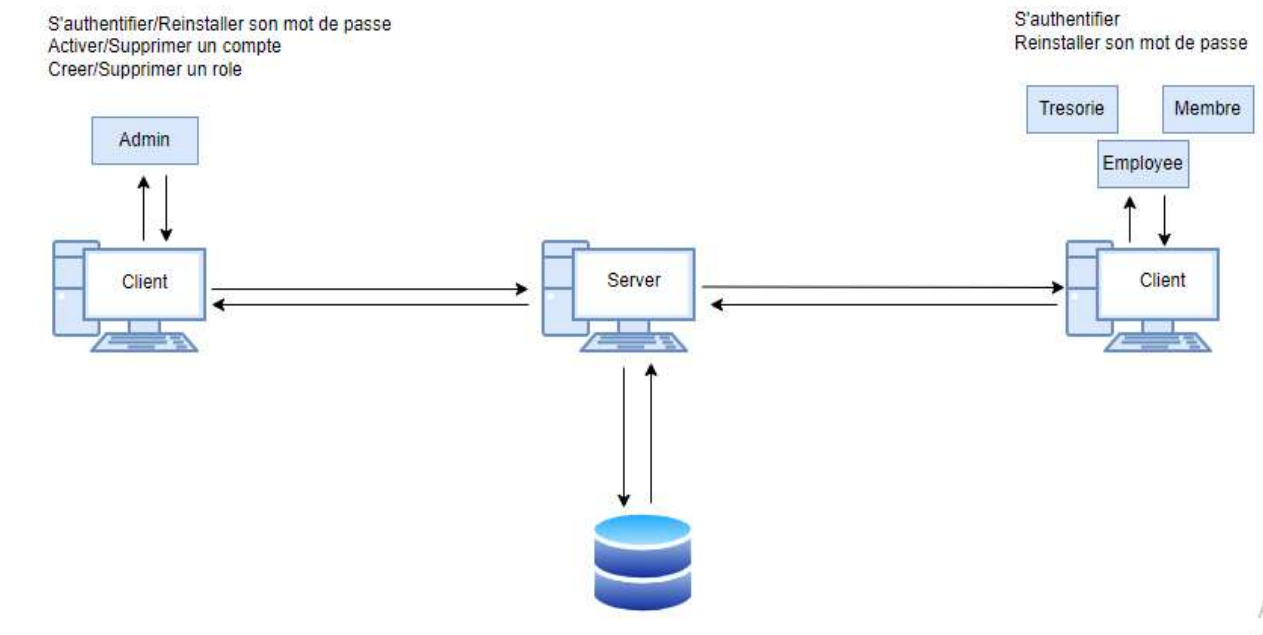 S'authentifier/Reinstaller son mot de passe
Activer/Supprimer un compte
Creer/Supprimer un role
S'authentifier
Reinstaller son mot de passe
Tresorie
Membre
Admin
Employee
Client
Server
Client